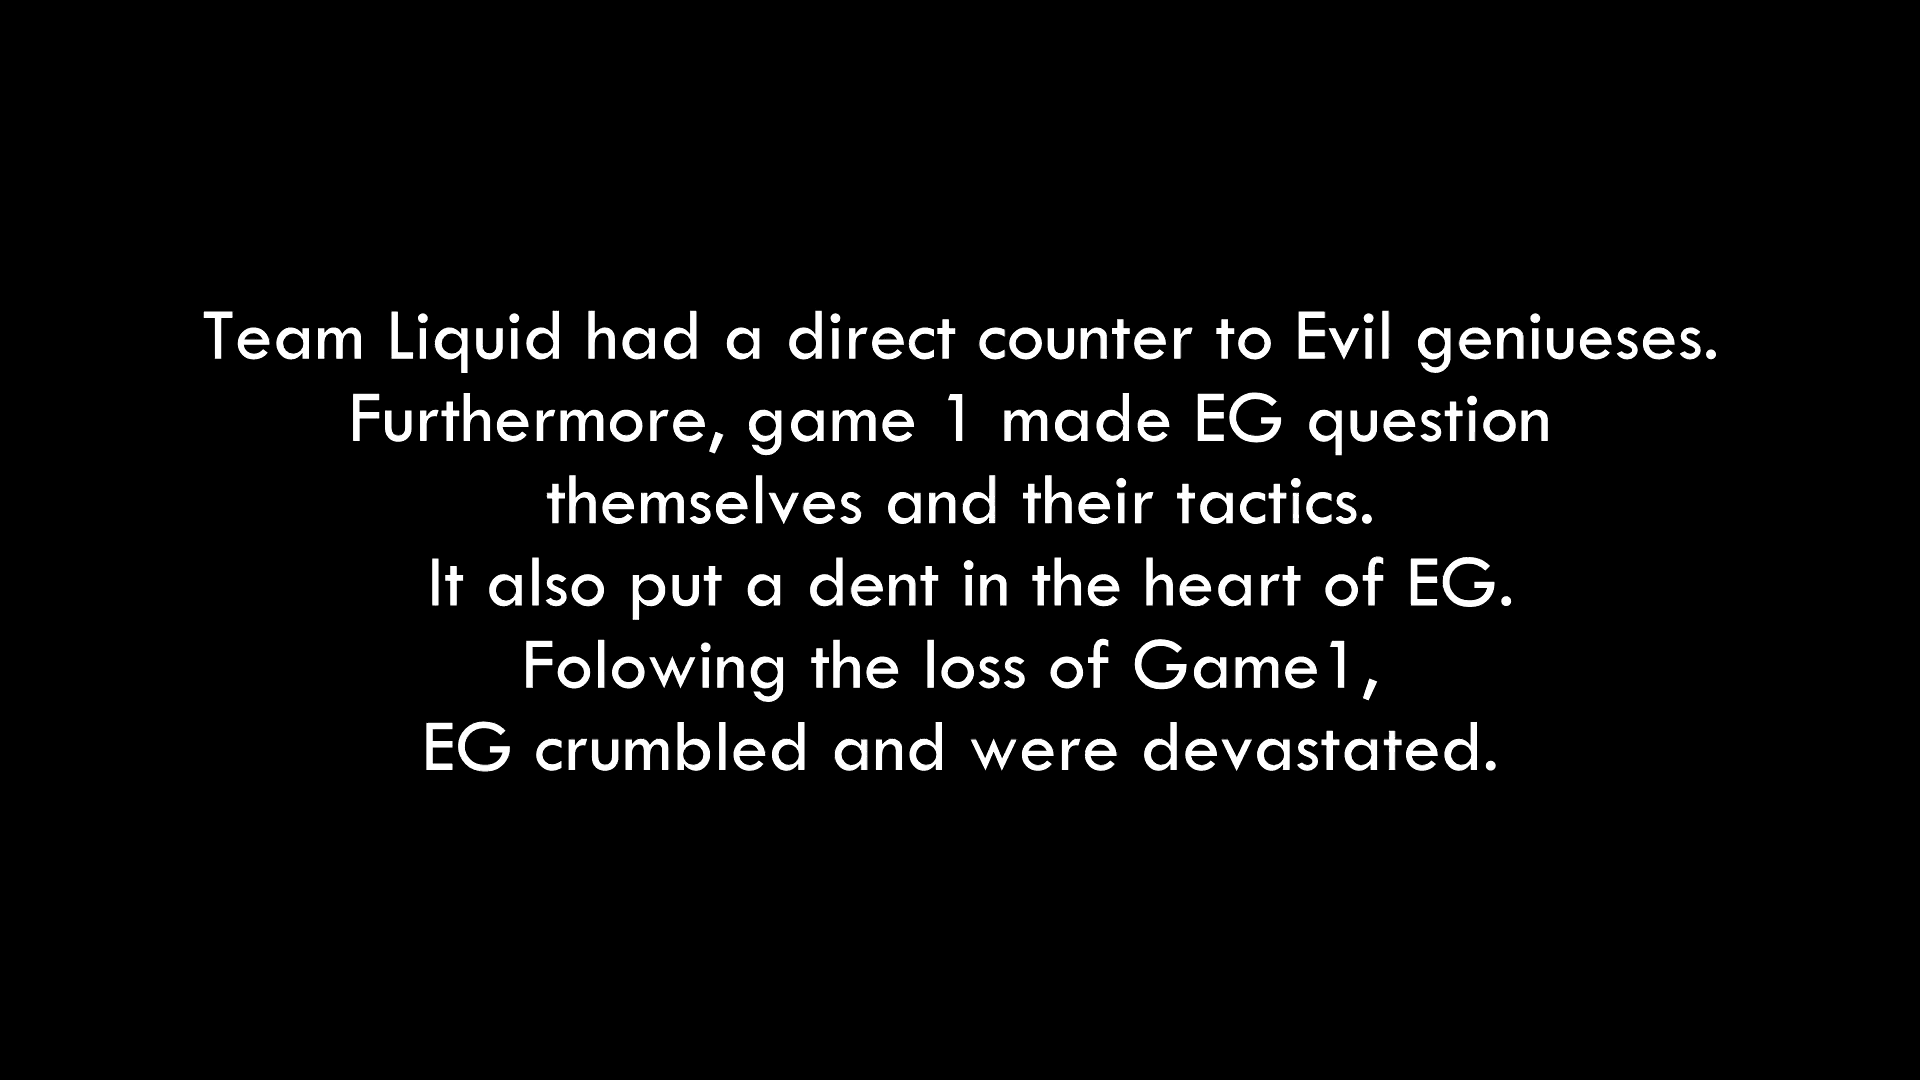 Team Liquid had a direct counter to Evil geniueses.
Furthermore, game 1 made EG question
themselves and their tactics.
It also put a dent in the heart of EG.
Folowing the loss of Game1,
EG crumbled and were devastated.